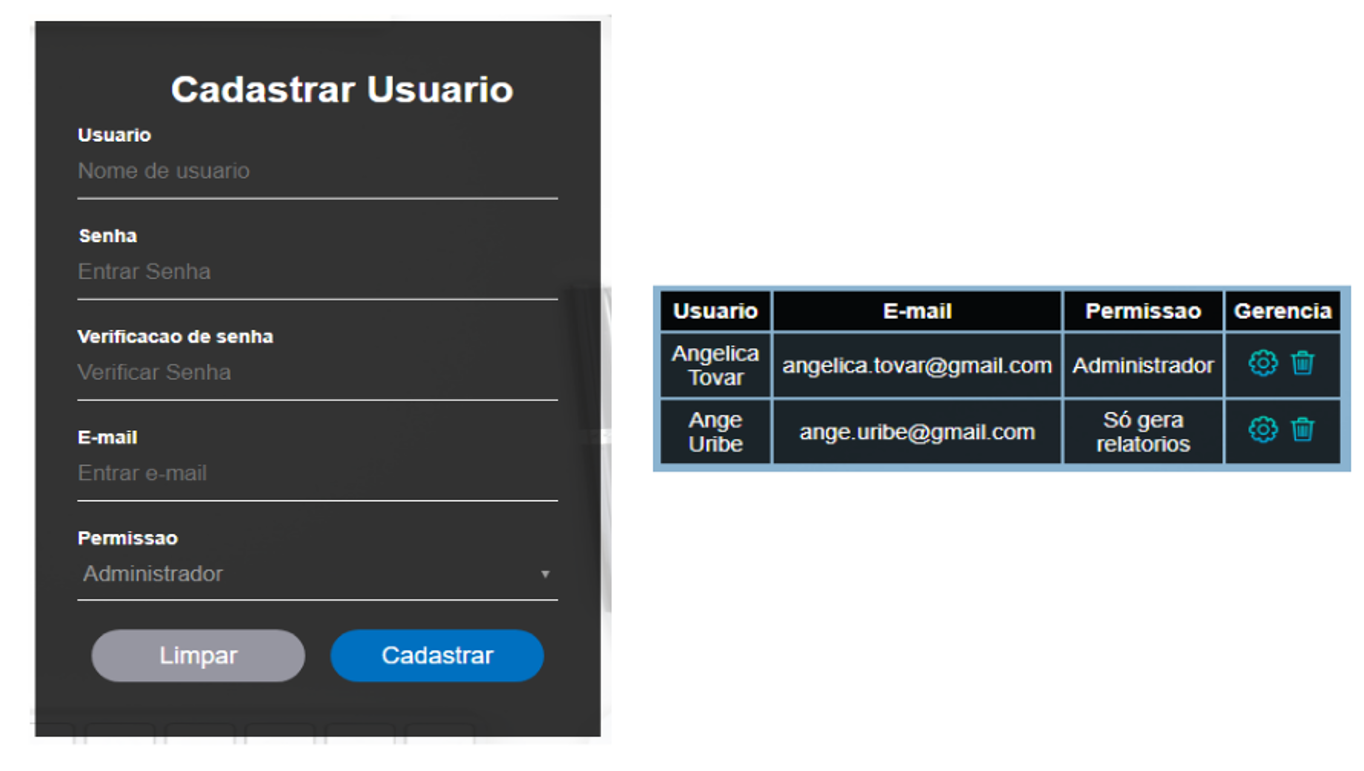 Cadastrar Usuario
Usuario
Nome de usuario
Senha
Entrar Senha
Verificacao de senha
Verificar Senha
E-mail
Entrar e-mail
Permissao
Administrador
Limpar Cadastrar
Usuario E-mail Permissao Gerencia
Angelica
Tovar
angelica.tovar@gmail.com
Administrador
Ange
Uribe
ange.uribe@gmail.com
Só gera
relatorios